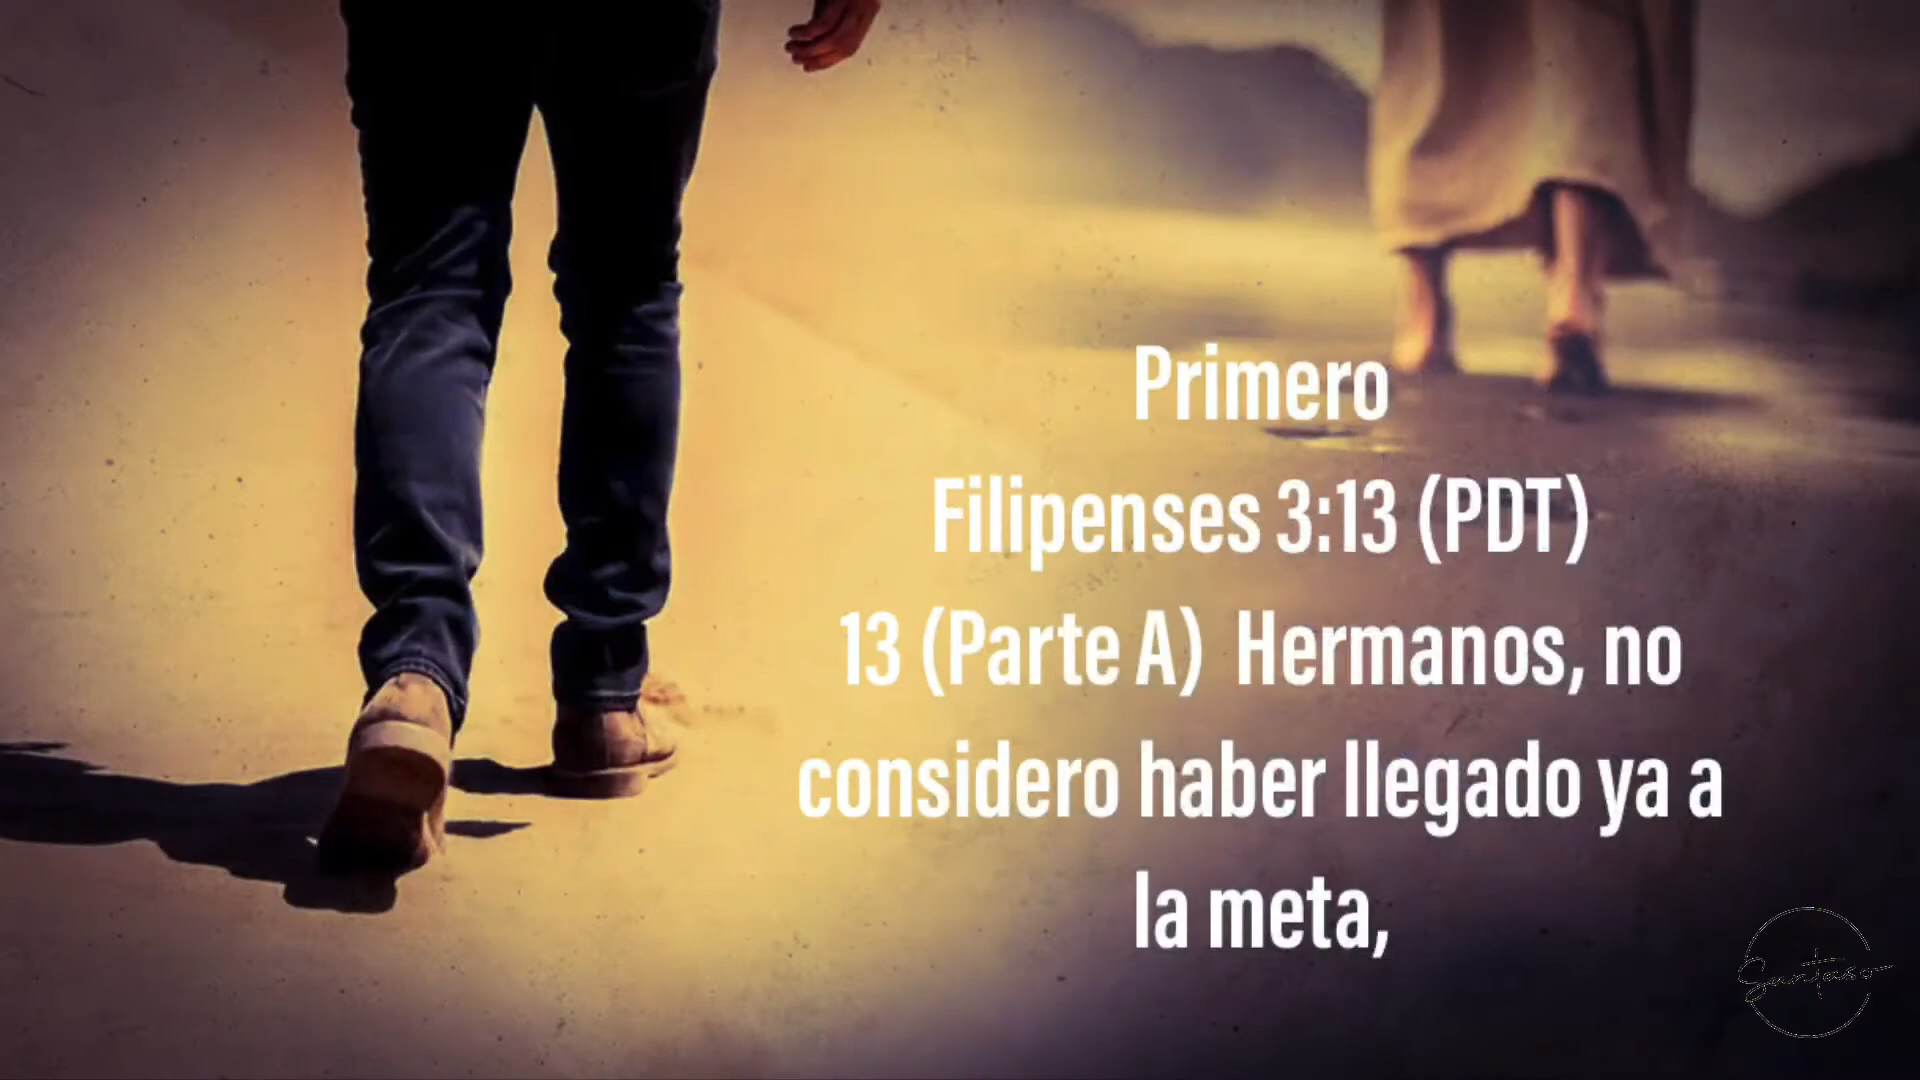 Primero
Filipenses 3:13 (PDT)
13 (Parte A) Hermanos, no
considero haber llegado ya a
la meta,